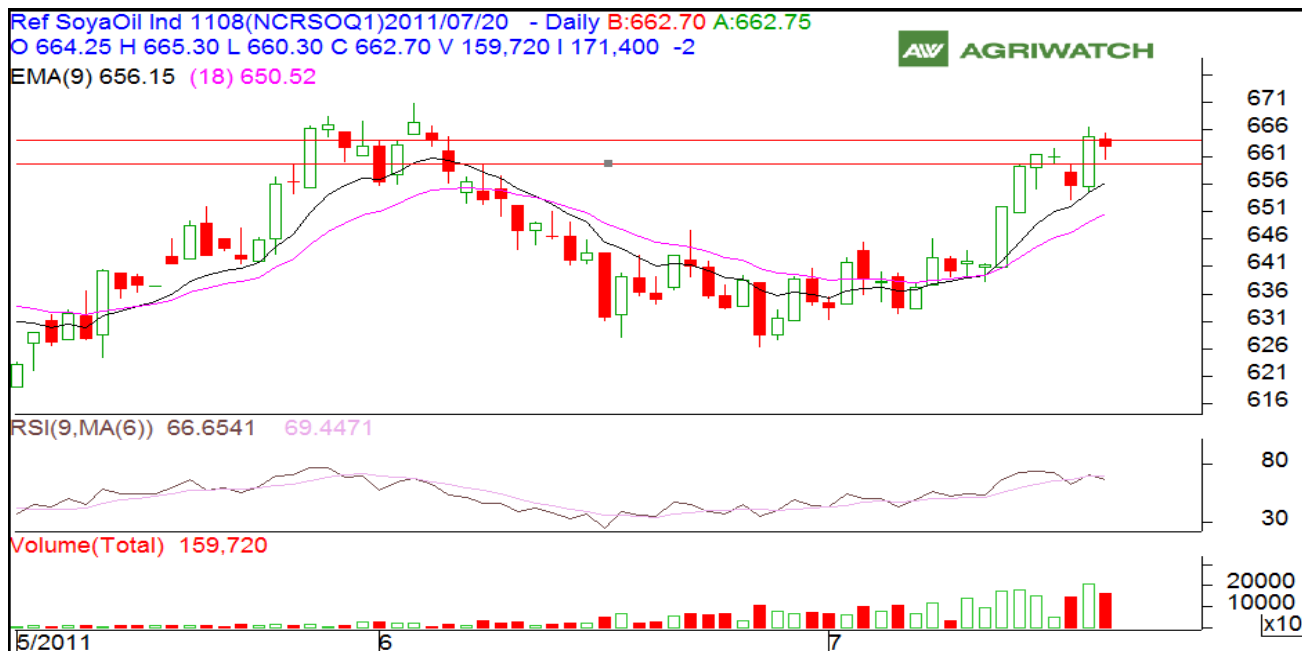 Ref SoyaOil Ind 1108(NCRSOQ1)2011/07/20 - Daily B:662.70 A:662.75
O 664.25 H 665.30 L 660.30 C 662.70 V 159,720 I 171,400 -2
AW AGRIWATCH
EMA(9) 656.15 (18) 650.52
671
666
661
656
651
646
641
636
631
626
621
616
RSI(9,MA(6)) 66.6541 69.4471
80
30
Volume(Total) 159,720
20000
10000
x10
5/2011 6 7